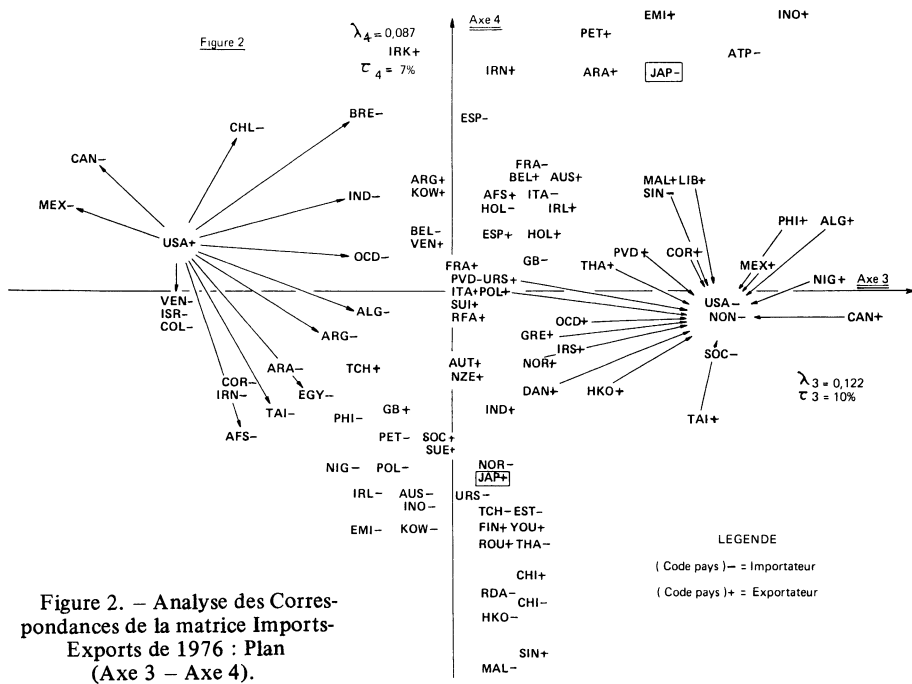 Figure 2
λ4 = 0,087
IRK+
τ4 = 7%
Axe 4
EMI+
INO+
PET+
ATP−
IRN+
ARA+
JAP−
BRE−
CHL−
ESP−
CAN−
MEX−
IND−
USA+
OCD−
FRA−
BEL+ AUS+
ARG+
KOW+
AFS+ ITA−
HOL− IRL+
MAL+ LIB+
SIN−
BEL−
VEN+
ESP+ HOL+
PHI+ ALG+
GB−
FRA+
THA+
PVD+
COR+
MEX+
PVD−URS+
ITA+POL+
SUI+
RFA+
NIG+
Axe 3
USA−
NON−
CAN+
VEN−
ISR−
COL−
ALG−
ARG−
OCD+
GRE+
IRS+
NOR+
SOC−
AUT+
NZE+
TCH+
ARA−
EGY−
COR−
IRN−
TAI−
AFS−
DAN+
HKO+
λ3 = 0,122
τ3 = 10%
IND+
TAI+
PHI−
GB+
PET−
SOC+
SUE+
NIG−
POL−
NOR−
JAP+
IRL−
AUS−
INO−
URS−
EMI−
KOW−
TCH− EST−
FIN+ YOU+
ROU+ THA−
CHI+
RDA−
CHI−
HKO−
SIN+
MAL−
LEGENDE
( Code pays )− = Importateur
( Code pays )+ = Exportateur
Figure 2. − Analyse des Corres-
pondances de la matrice Imports-
Exports de 1976 : Plan
(Axe 3 − Axe 4).